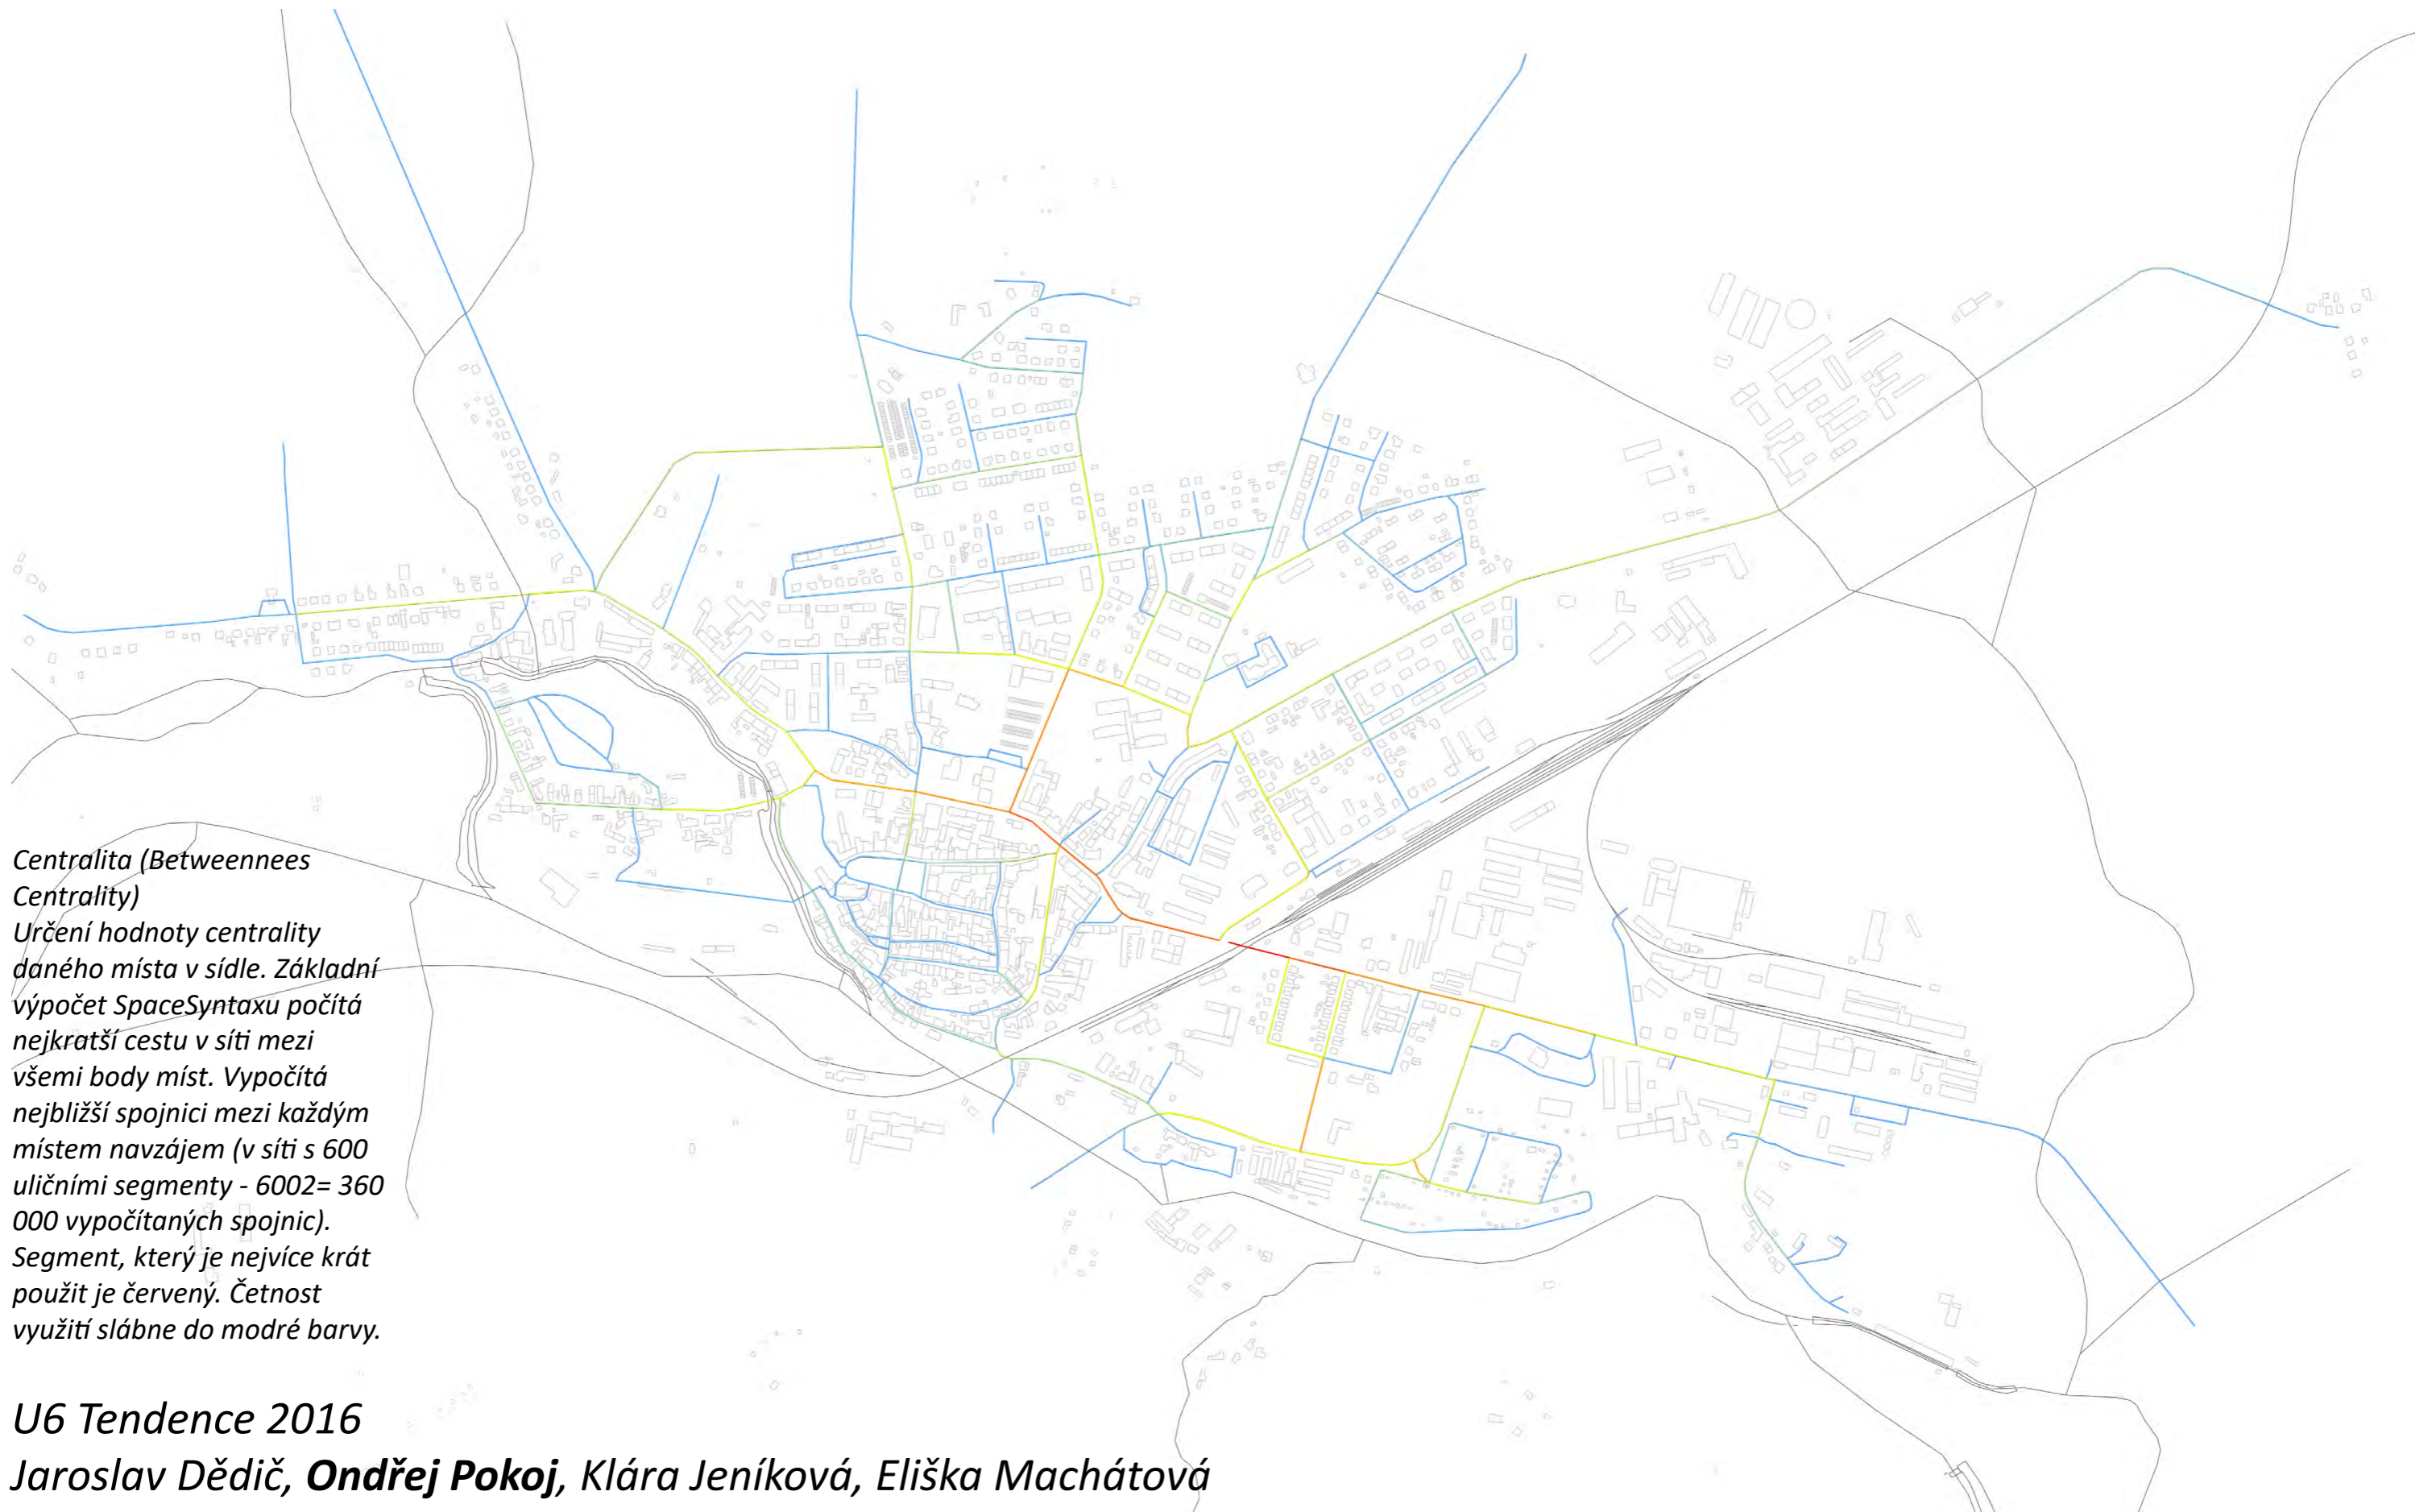 Centralita (Betweennees
Centrality)
Určení hodnoty centrality
daného místa v sídle. Základní
výpočet SpaceSyntaxu počítá
nejkratší cestu v síti mezi
všemi body míst. Vypočítá
nejbližší spojnici mezi každým
místem navzájem (v síti s 600
uličními segmenty - 6002= 360
000 vypočítaných spojnic).
Segment, který je nejvíce krát
použit je červený. Četnost
využití slábne do modré barvy.
U6 Tendence 2016
Jaroslav Dědič, Ondřej Pokoj, Klára Jeníková, Eliška Machátová